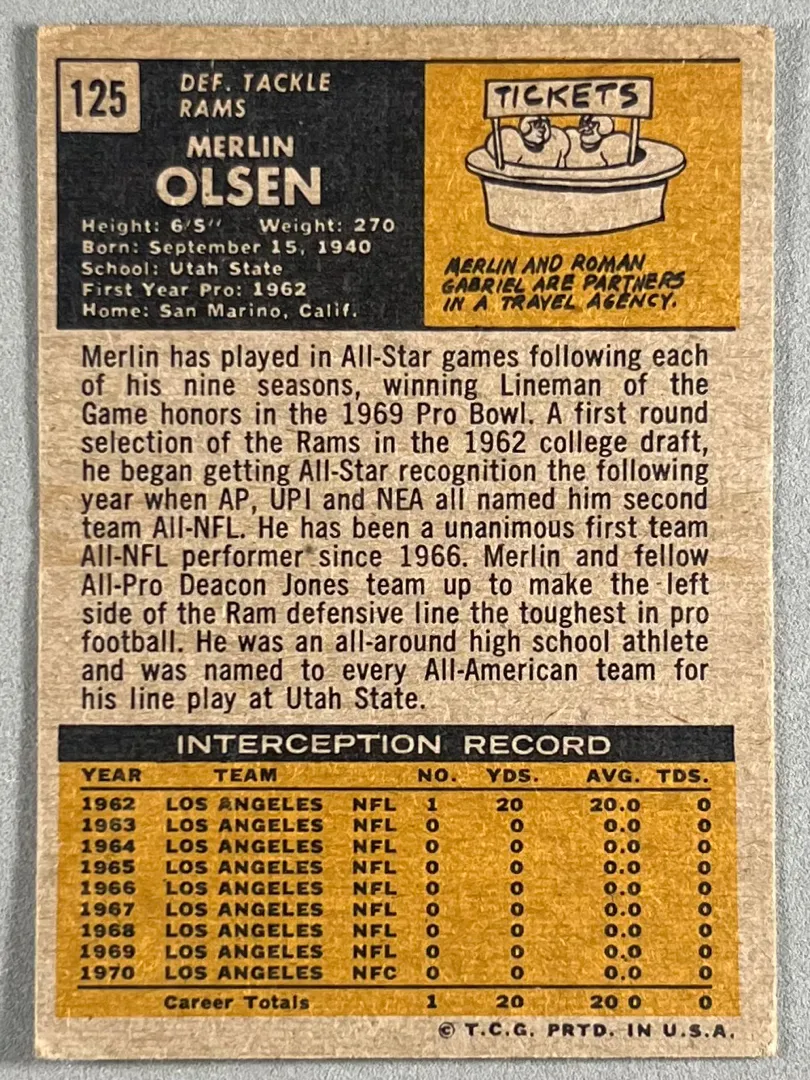 125
DEF. TACKLE
RAMS
MERLIN
OLSEN
Height: 6'5" Weight: 270
Born: September 15, 1940
School: Utah State
First Year Pro: 1962
Home: San Marino, Calif.
TICKETS
MERLIN AND ROMAN
GABRIEL ARE PARTNERS
IN A TRAVEL AGENCY.
Merlin has played in All-Star games following each
of his nine seasons, winning Lineman of the
Game honors in the 1969 Pro Bowl. A first round
selection of the Rams in the 1962 college draft,
he began getting All-Star recognition the following
year when AP, UPI and NEA all named him second
team All-NFL. He has been a unanimous first team
All-NFL performer since 1966. Merlin and fellow
All-Pro Deacon Jones team up to make the left
side of the Ram defensive line the toughest in pro
football. He was an all-around high school athlete
and was named to every All-American team for
his line play at Utah State.
INTERCEPTION RECORD
YEAR TEAM NO. YDS. AVG. TDS.
1962 LOS ANGELES NFL 1 20 20.0 0
1963 LOS ANGELES NFL 0 0 0.0 0
1964 LOS ANGELES NFL 0 0 0.0 0
1965 LOS ANGELES NFL 0 0 0.0 0
1966 LOS ANGELES NFL 0 0 0.0 0
1967 LOS ANGELES NFL 0 0 0.0 0
1968 LOS ANGELES NFL 0 0 0.0 0
1969 LOS ANGELES NFL 0 0 0.0 0
1970 LOS ANGELES NFC 0 0 0.0 0
Career Totals 1 20 20 0 0
© T.C.G. PRTD. IN U.S.A.